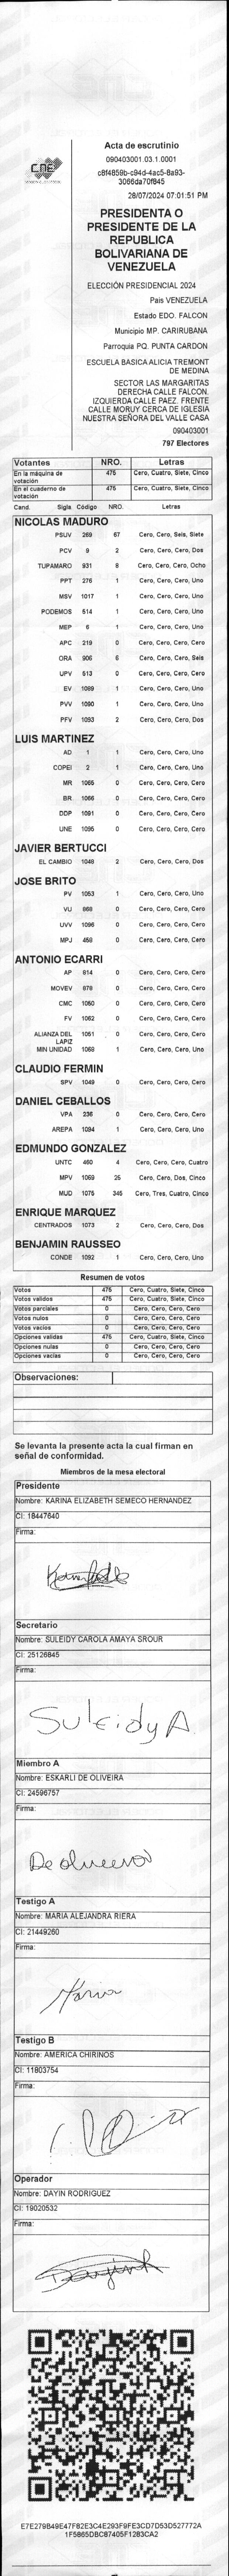 CNE
Acta de escrutinio
090403001.03.1.0001
c8f4859b-c94d-4ac5-8a93-
3066da70f845
28/07/2024 07:01:51 PM
PRESIDENTA O
PRESIDENTE DE LA
REPUBLICA
BOLIVARIANA DE
VENEZUELA
ELECCIÓN PRESIDENCIAL 2024
Pais VENEZUELA
Estado EDO. FALCON
Municipio MP. CARIRUBANA
Parroquia PQ. PUNTA CARDON
ESCUELA BASICA ALICIA TREMONT
DE MEDINA
SECTOR LAS MARGARITAS
DERECHA CALLE FALCON.
IZQUIERDA CALLE PAEZ. FRENTE
CALLE MORUY CERCA DE IGLESIA
NUESTRA SEÑORA DEL VALLE CASA
090403001
797 Electores
Votantes NRO. Letras
En la máquina de votación 475 Cero, Cuatro, Siete, Cinco
En el cuaderno de votación 475 Cero, Cuatro, Siete, Cinco
Cand. Sigla Código NRO. Letras
NICOLAS MADURO
PSUV 269 67 Cero, Cero, Seis, Siete
PCV 9 2 Cero, Cero, Cero, Dos
TUPAMARO 931 8 Cero, Cero, Cero, Ocho
PPT 276 1 Cero, Cero, Cero, Uno
MSV 1017 1 Cero, Cero, Cero, Uno
PODEMOS 514 1 Cero, Cero, Cero, Uno
MEP 6 1 Cero, Cero, Cero, Uno
APC 219 0 Cero, Cero, Cero, Cero
ORA 906 6 Cero, Cero, Cero, Seis
UPV 513 0 Cero, Cero, Cero, Cero
EV 1089 1 Cero, Cero, Cero, Uno
PVV 1090 1 Cero, Cero, Cero, Uno
PFV 1093 2 Cero, Cero, Cero, Dos
LUIS MARTINEZ
AD 1 1 Cero, Cero, Cero, Uno
COPEI 2 1 Cero, Cero, Cero, Uno
MR 1065 0 Cero, Cero, Cero, Cero
BR 1066 0 Cero, Cero, Cero, Cero
DDP 1091 0 Cero, Cero, Cero, Cero
UNE 1095 0 Cero, Cero, Cero, Cero
JAVIER BERTUCCI
EL CAMBIO 1048 2 Cero, Cero, Cero, Dos
JOSE BRITO
PV 1053 1 Cero, Cero, Cero, Uno
VU 868 0 Cero, Cero, Cero, Cero
UVV 1096 0 Cero, Cero, Cero, Cero
MPJ 458 0 Cero, Cero, Cero, Cero
ANTONIO ECARRI
AP 814 0 Cero, Cero, Cero, Cero
MOVEV 979 0 Cero, Cero, Cero, Cero
CMC 1050 0 Cero, Cero, Cero, Cero
FV 1062 0 Cero, Cero, Cero, Cero
ALIANZA DEL LAPIZ 1051 0 Cero, Cero, Cero, Cero
MIN UNIDAD 1068 1 Cero, Cero, Cero, Uno
CLAUDIO FERMIN
SPV 1049 0 Cero, Cero, Cero, Cero
DANIEL CEBALLOS
VPA 236 0 Cero, Cero, Cero, Cero
AREPA 1094 1 Cero, Cero, Cero, Uno
EDMUNDO GONZALEZ
UNTC 460 4 Cero, Cero, Cero, Cuatro
MPV 1069 25 Cero, Cero, Dos, Cinco
MUD 1075 345 Cero, Tres, Cuatro, Cinco
ENRIQUE MARQUEZ
CENTRADOS 1073 2 Cero, Cero, Cero, Dos
BENJAMIN RAUSSEO
CONDE 1092 1 Cero, Cero, Cero, Uno
Resumen de votos
Votos 475 Cero, Cuatro, Siete, Cinco
Votos validos 475 Cero, Cuatro, Siete, Cinco
Votos parciales 0 Cero, Cero, Cero, Cero
Votos nulos 0 Cero, Cero, Cero, Cero
Votos vacios 0 Cero, Cero, Cero, Cero
Opciones validas 475 Cero, Cuatro, Siete, Cinco
Opciones nulas 0 Cero, Cero, Cero, Cero
Opciones vacias 0 Cero, Cero, Cero, Cero
Observaciones:
Se levanta la presente acta la cual firman en
señal de conformidad.
Miembros de la mesa electoral
Presidente
Nombre: KARINA ELIZABETH SEMECO HERNANDEZ
CI: 18447640
Firma:
Secretario
Nombre: SULEIDY CAROLA AMAYA SROUR
CI: 25126845
Firma:
Suleidy A
Miembro A
Nombre: ESKARLI DE OLIVEIRA
CI: 24596757
Firma:
Testigo A
Nombre: MARIA ALEJANDRA RIERA
CI: 21449260
Firma:
Maria
Testigo B
Nombre: AMERICA CHIRINOS
CI: 11803754
Firma:
Operador
Nombre: DAYIN RODRIGUEZ
CI: 19020532
Firma:
E7E279B49E47F82E3C4E293F9FE3CD7D53D527772A
1F5865DBC87405F1283CA2